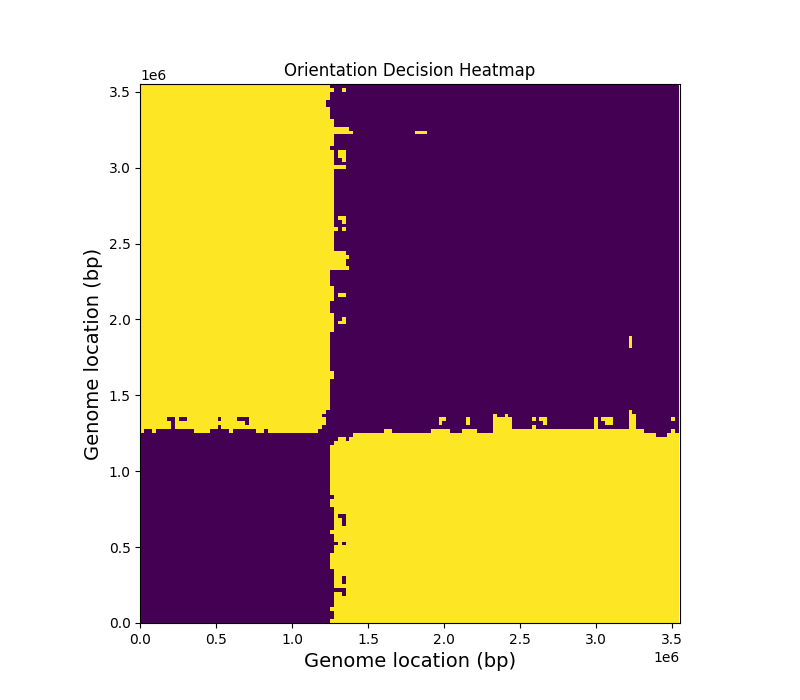 Orientation Decision Heatmap
1e6
3.5
3.0
2.5
2.0
1.5
1.0
0.5
0.0
Genome location (bp)
0.0 0.5 1.0 1.5 2.0 2.5 3.0 3.5
1e6
Genome location (bp)